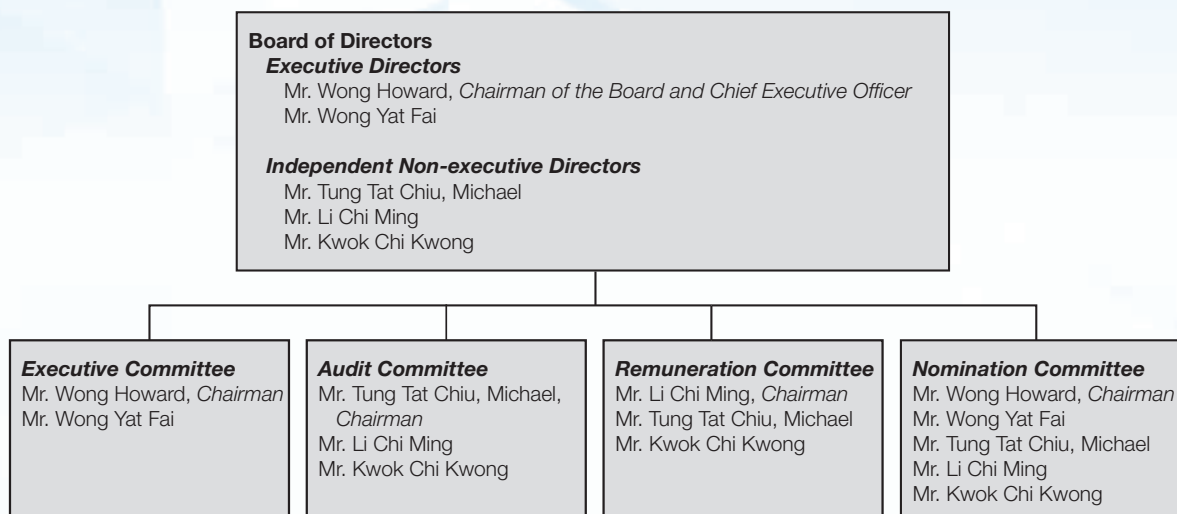 Board of Directors
Executive Directors
Mr. Wong Howard, Chairman of the Board and Chief Executive Officer
Mr. Wong Yat Fai
Independent Non-executive Directors
Mr. Tung Tat Chiu, Michael
Mr. Li Chi Ming
Mr. Kwok Chi Kwong
Executive Committee
Mr. Wong Howard, Chairman
Mr. Wong Yat Fai
Audit Committee
Mr. Tung Tat Chiu, Michael,
Chairman
Mr. Li Chi Ming
Mr. Kwok Chi Kwong
Remuneration Committee
Mr. Li Chi Ming, Chairman
Mr. Tung Tat Chiu, Michael
Mr. Kwok Chi Kwong
Nomination Committee
Mr. Wong Howard, Chairman
Mr. Wong Yat Fai
Mr. Tung Tat Chiu, Michael
Mr. Li Chi Ming
Mr. Kwok Chi Kwong